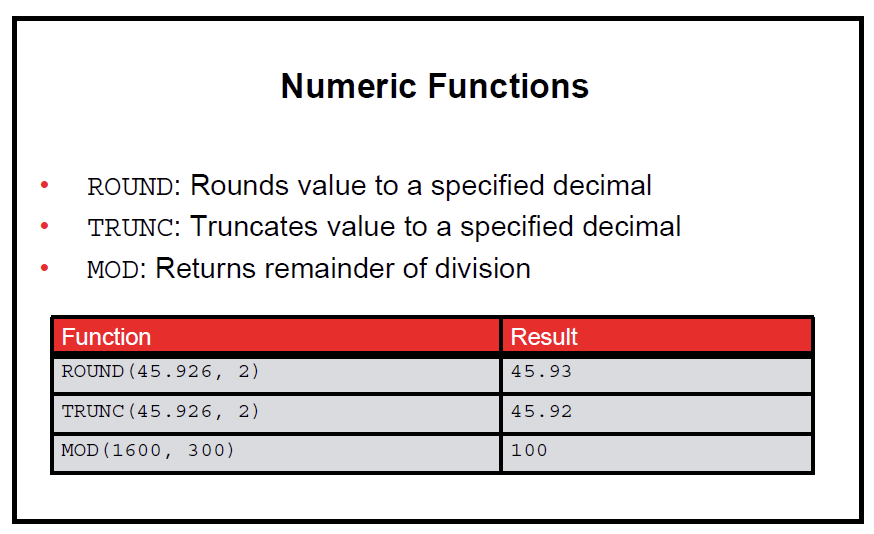 Numeric Functions
• ROUND: Rounds value to a specified decimal
• TRUNC: Truncates value to a specified decimal
• MOD: Returns remainder of division
Function Result
ROUND(45.926, 2) 45.93
TRUNC(45.926, 2) 45.92
MOD(1600, 300) 100